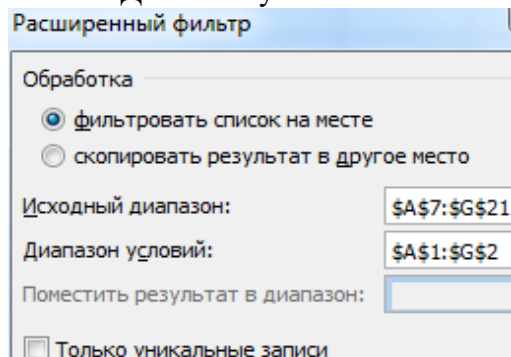 Расширенный фильтр
Обработка
фильтровать список на месте
скопировать результат в другое место
Исходный диапазон: $A$7:$G$21
Диапазон условий: $A$1:$G$2
Поместить результат в диапазон:
Только уникальные записи